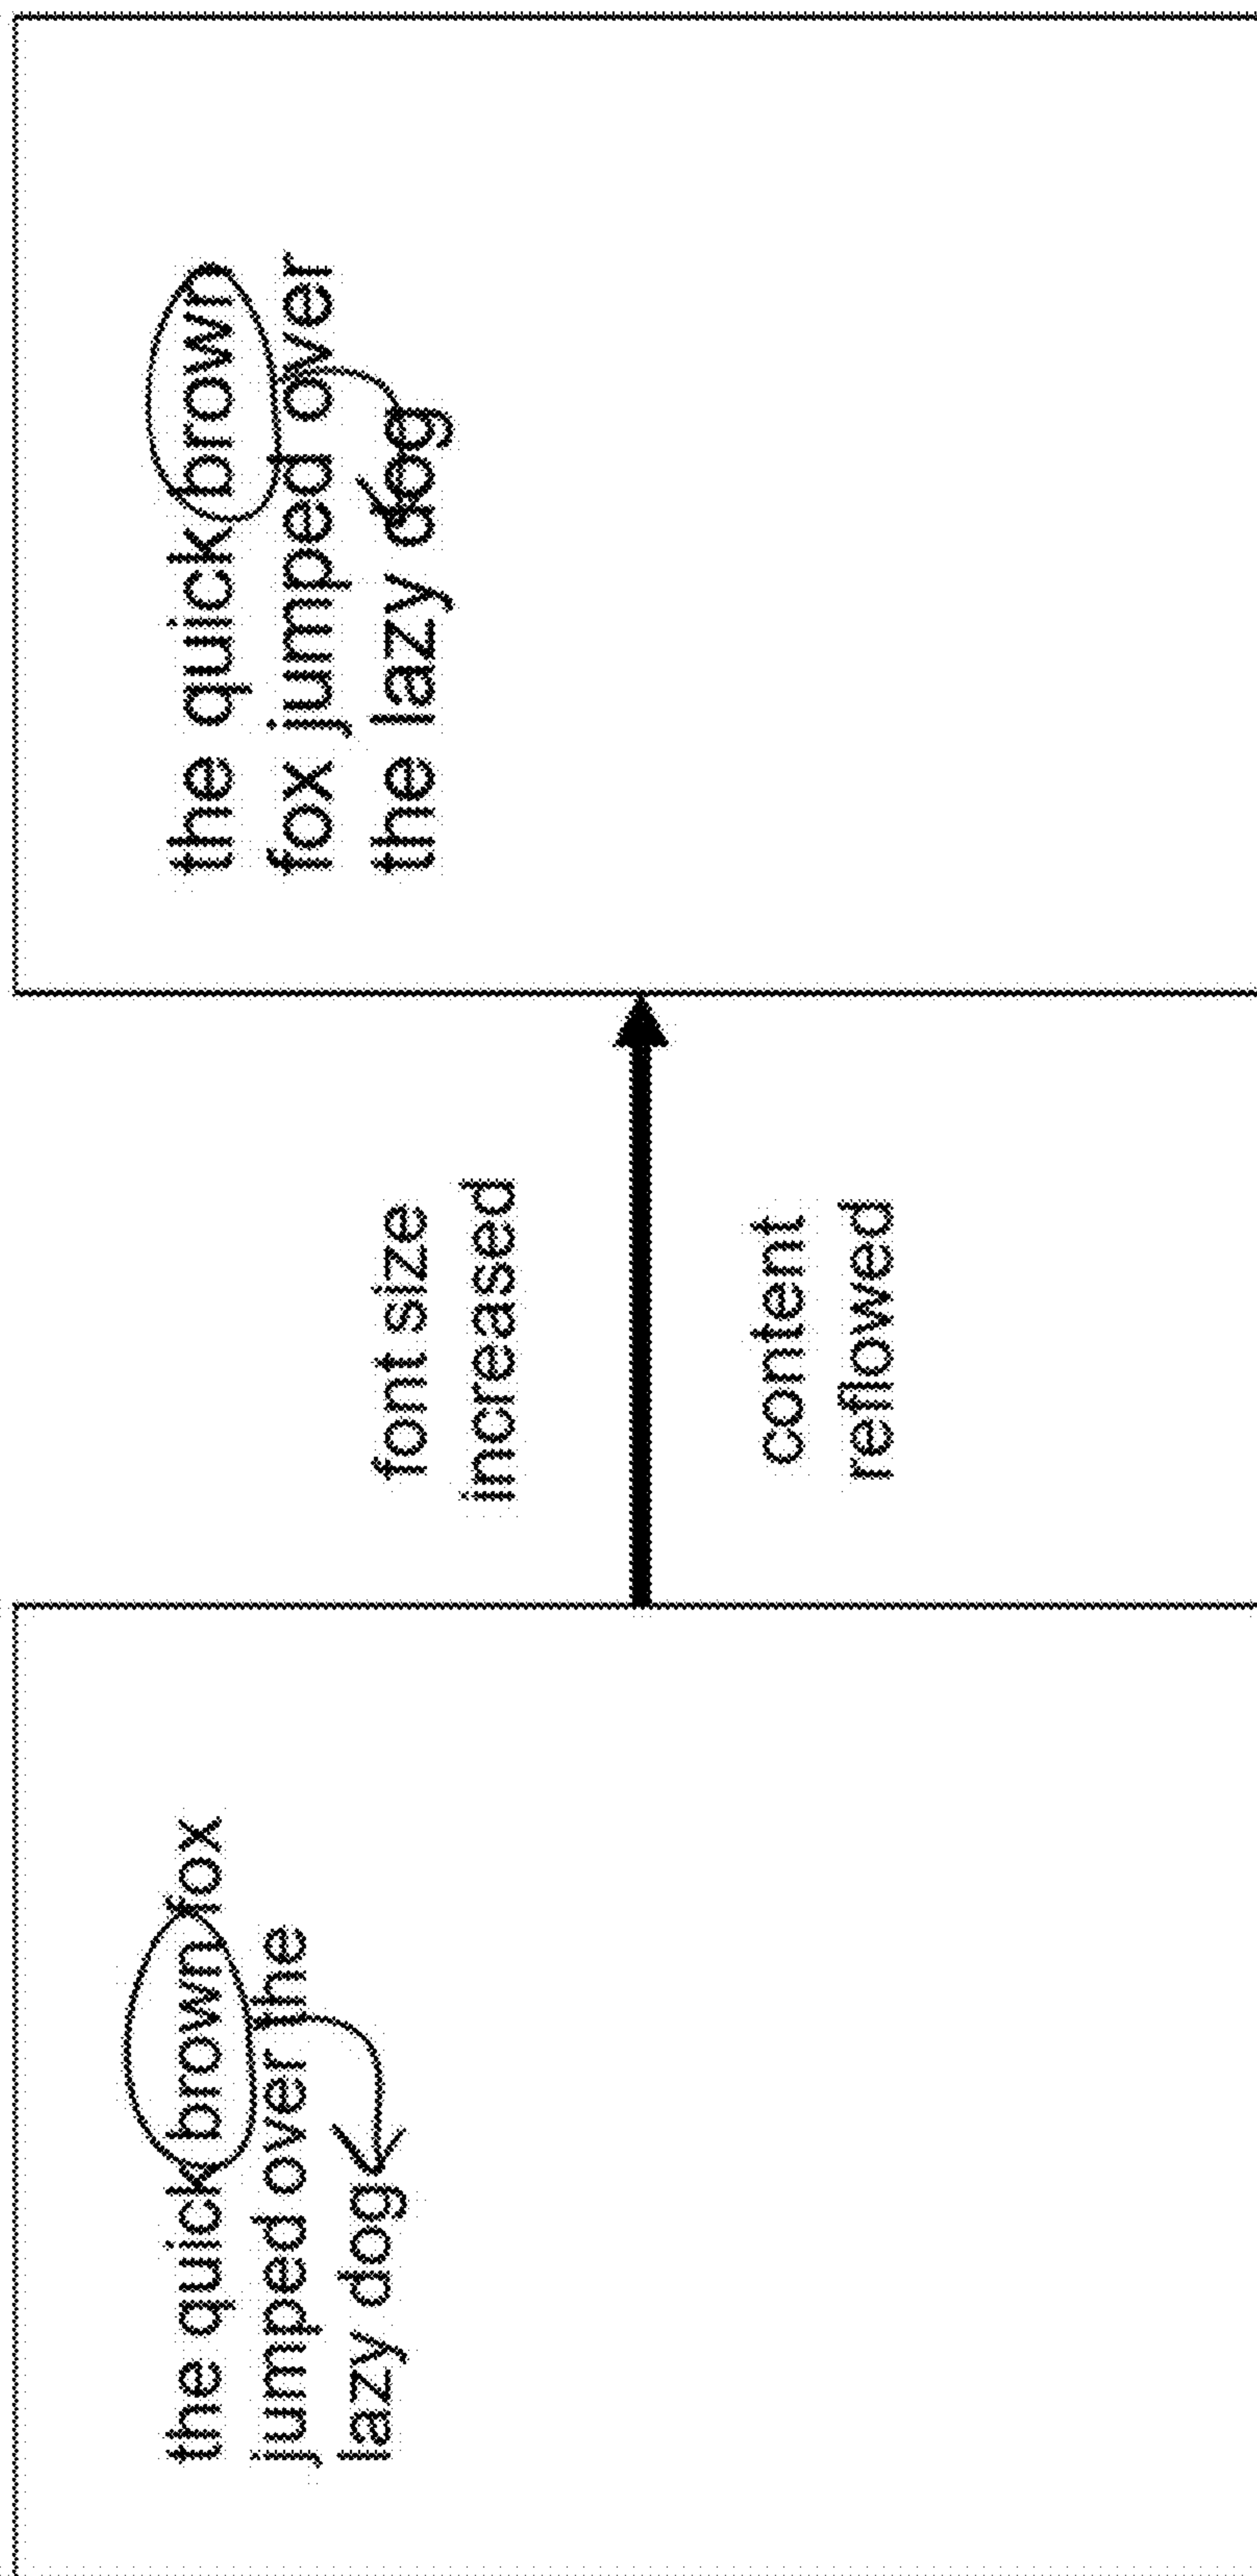 the quick brown fox
jumped over the
lazy dog
font size
increased
content
reflowed
the quick brown
fox jumped over
the lazy dog